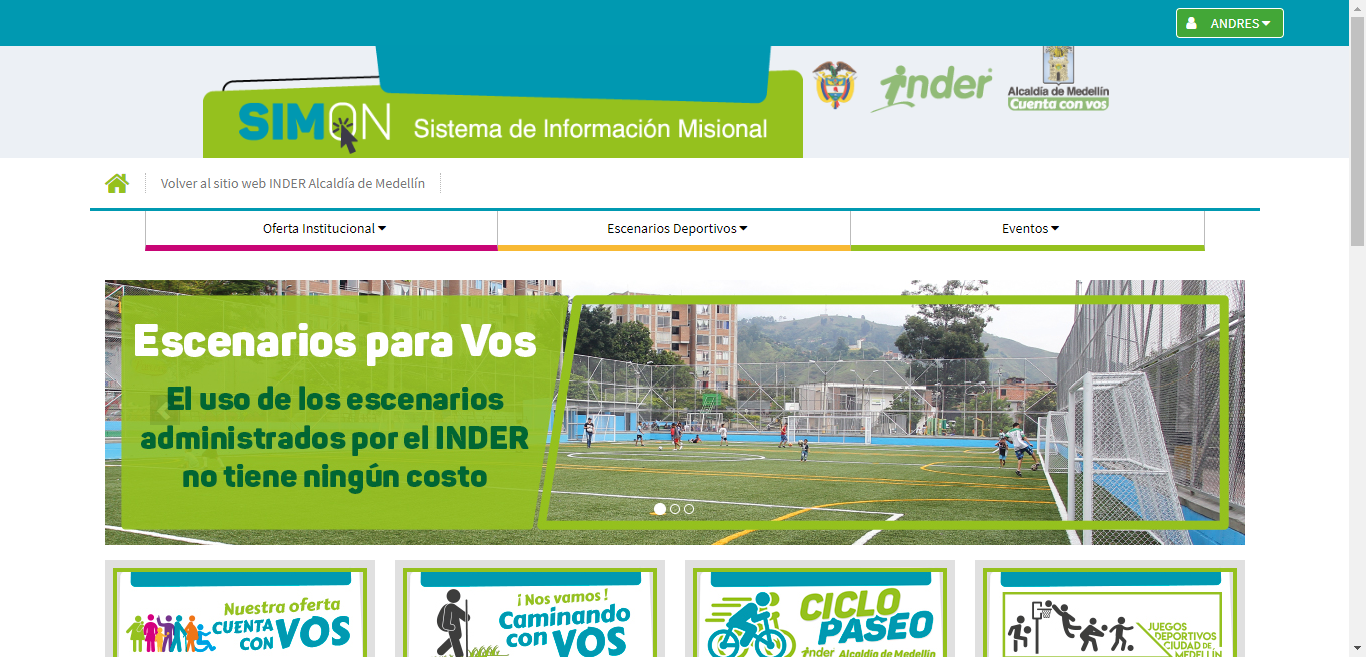 ANDRES
SIMON
Sistema de Información Misional
inder
Alcaldía de Medellín
Cuenta con vos
Volver al sitio web INDER Alcaldía de Medellín
Oferta Institucional
Escenarios Deportivos
Eventos
Escenarios para Vos
El uso de los escenarios
administrados por el INDER
no tiene ningún costo
Nuestra oferta
CUENTA
CON VOS
¡Nos vamos!
Caminando
con VOS
CICLO
PASEO
inder Alcaldía de Medellín
JUEGOS
DEPORTIVOS
CIUDAD DE
MEDELLÍN